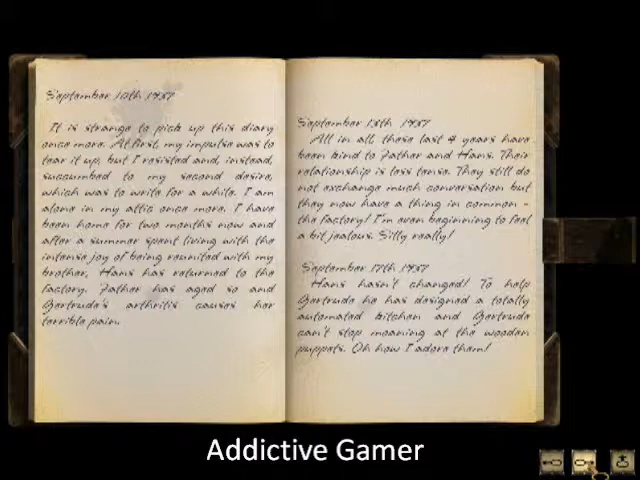 September 10th 1957
It is strange to pick up this diary
once more. At first, my impulse was to
tear it up, but I resisted and, instead,
succumbed to my second desire,
which was to write for a while. I am
alone in my attic once more. I have
been home for two months now and
after a summer spent living with the
intense joy of being reunited with my
brother, Hans has returned to the
factory. Father has aged so and
Gertrude's arthritis causes her
terrible pain.
September 15th 1957
All in all, these last 4 years have
been kind to Father and Hans. Their
relationship is less tense. They still do
not exchange much conversation but
they now have a thing in common -
the factory! I'm even beginning to feel
a bit jealous. Silly really!
September 17th 1957
Hans hasn't changed! To help
Gertrude he has designed a totally
automated kitchen and Gertrude
can't stop moaning at the wooden
puppets. Oh how I adore them!
Addictive Gamer